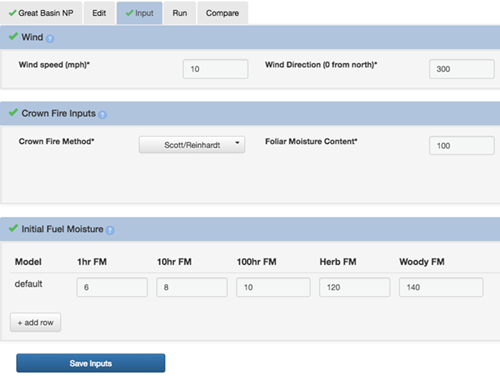 Great Basin NP Edit Input Run Compare
Wind ?
Wind speed (mph)* 10 Wind Direction (0 from north)* 300
Crown Fire Inputs ?
Crown Fire Method* Scott/Reinhardt Foliar Moisture Content* 100
Initial Fuel Moisture ?
Model 1hr FM 10hr FM 100hr FM Herb FM Woody FM
default 6 8 10 120 140
+ add row
Save Inputs